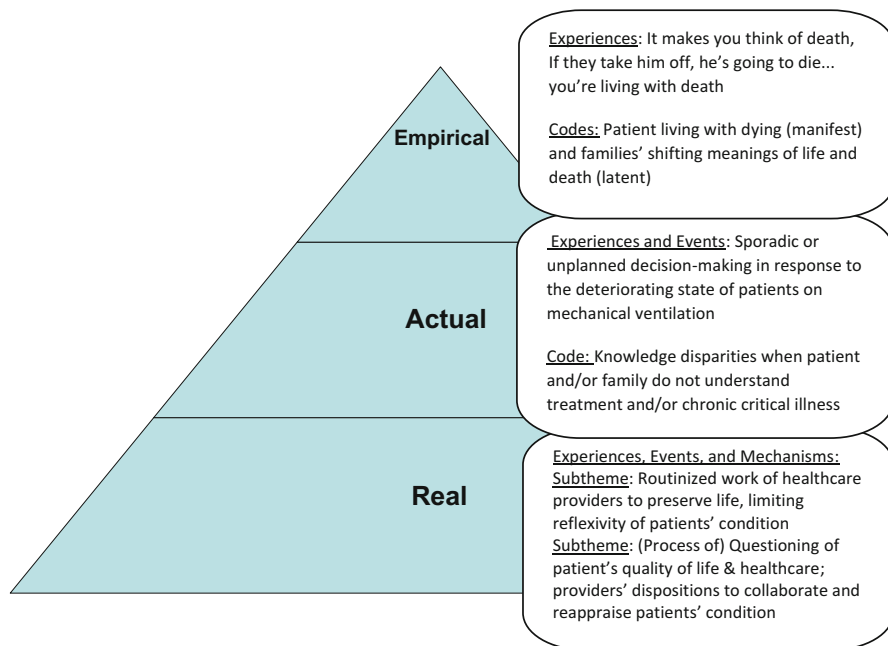 Empirical
Experiences: It makes you think of death,
If they take him off, he's going to die...
you're living with death
Codes: Patient living with dying (manifest)
and families' shifting meanings of life and
death (latent)
Actual
Experiences and Events: Sporadic or
unplanned decision-making in response to
the deteriorating state of patients on
mechanical ventilation
Code: Knowledge disparities when patient
and/or family do not understand
treatment and/or chronic critical illness
Real
Experiences, Events, and Mechanisms:
Subtheme: Routinized work of healthcare
providers to preserve life, limiting
reflexivity of patients' condition
Subtheme: (Process of) Questioning of
patient's quality of life & healthcare;
providers' dispositions to collaborate and
reappraise patients' condition